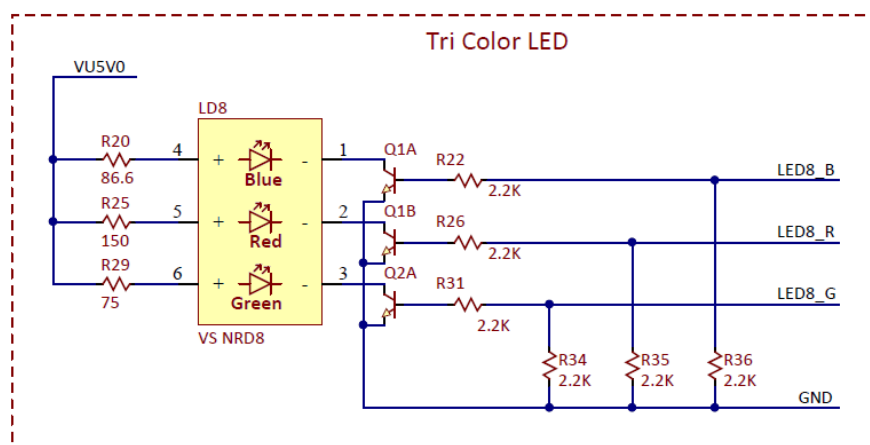 Tri Color LED
VU5V0
LD8
R20 4 + - 1 Q1A R22
86.6 Blue 2.2K LED8_B
R25 5 + - 2 Q1B R26
150 Red 2.2K LED8_R
R29 6 + - 3 Q2A R31
75 Green 2.2K LED8_G
VS NRD8
R34 R35 R36
2.2K 2.2K 2.2K
GND